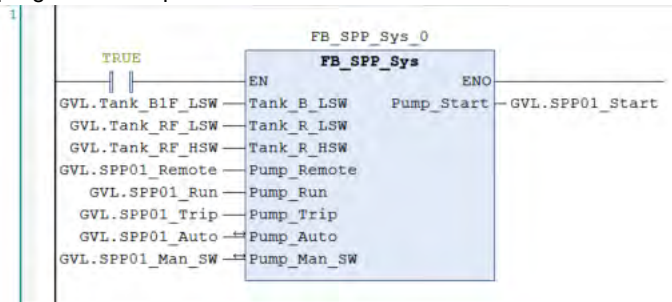 1
FB_SPP_Sys_0
TRUE
FB_SPP_Sys
EN ENO
GVL.Tank_B1F_LSW Tank_B_LSW Pump_Start GVL.SPP01_Start
GVL.Tank_RF_LSW Tank_R_LSW
GVL.Tank_RF_HSW Tank_R_HSW
GVL.SPP01_Remote Pump_Remote
GVL.SPP01_Run Pump_Run
GVL.SPP01_Trip Pump_Trip
GVL.SPP01_Auto Pump_Auto
GVL.SPP01_Man_SW Pump_Man_SW